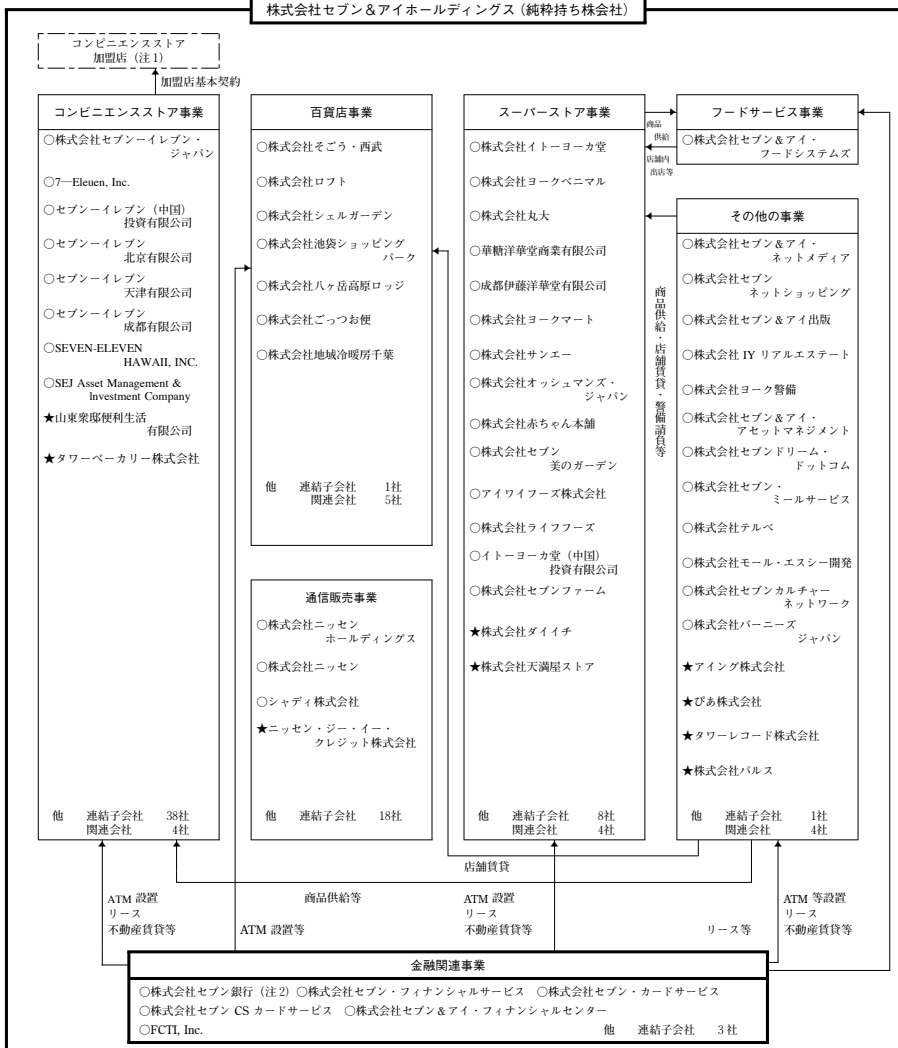 株式会社セブン＆アイホールディングス（純粋持ち株会社）
コンビニエンスストア
加盟店（注1）
加盟店基本契約
コンビニエンスストア事業
○株式会社セブンーイレブン・
ジャパン
○7—Eleuen, Inc.
○セブンーイレブン（中国）
投資有限公司
○セブンーイレブン
北京有限公司
○セブンーイレブン
天津有限公司
○セブンーイレブン
成都有限公司
○SEVEN-ELEVEN
HAWAII, INC.
○SEJ Asset Management &
lnvestment Company
★山東衆邸便利生活
有限公司
★タワーベーカリー株式会社
他　連結子会社　38社
関連会社　4社
百貨店事業
○株式会社そごう・西武
○株式会社ロフト
○株式会社シェルガーデン
○株式会社池袋ショッピング
パーク
○株式会社八ヶ岳高原ロッジ
○株式会社ごっつお便
○株式会社地域冷暖房千葉
他　連結子会社　1社
関連会社　5社
通信販売事業
○株式会社ニッセン
ホールディングス
○株式会社ニッセン
○シャディ株式会社
★ニッセン・ジー・イー・
クレジット株式会社
他　連結子会社　18社
スーパーストア事業
○株式会社イトーヨーカ堂
○株式会社ヨークベニマル
○株式会社丸大
○華糖洋華堂商業有限公司
○成都伊藤洋華堂有限公司
○株式会社ヨークマート
○株式会社サンエー
○株式会社オッシュマンズ・
ジャパン
○株式会社赤ちゃん本舗
○株式会社セブン
美のガーデン
○アイワイフーズ株式会社
○株式会社ライフフーズ
○イトーヨーカ堂（中国）
投資有限公司
○株式会社セブンファーム
★株式会社ダイイチ
★株式会社天満屋ストア
他　連結子会社　8社
関連会社　4社
商品
供給
店舗内
出店等
フードサービス事業
○株式会社セブン＆アイ・
フードシステムズ
商品供給・店舗賃貸・警備請負等
その他の事業
○株式会社セブン＆アイ・
ネットメディア
○株式会社セブン
ネットショッピング
○株式会社セブン＆アイ出版
○株式会社 IY リアルエステート
○株式会社ヨーク警備
○株式会社セブン＆アイ・
アセットマネジメント
○株式会社セブンドリーム・
ドットコム
○株式会社セブン・
ミールサービス
○株式会社テルベ
○株式会社モール・エスシー開発
○株式会社セブンカルチャー
ネットワーク
○株式会社バーニーズ
ジャパン
★アイング株式会社
★ぴあ株式会社
★タワーレコード株式会社
★株式会社バルス
他　連結子会社　1社
関連会社　4社
店舗賃貸
商品供給等
ATM 設置
リース
不動産賃貸等
ATM 設置等
ATM 設置
リース
不動産賃貸等
リース等
ATM 等設置
リース
不動産賃貸等
金融関連事業
○株式会社セブン銀行（注2）○株式会社セブン・フィナンシャルサービス　○株式会社セブン・カードサービス
○株式会社セブン CS カードサービス　○株式会社セブン＆アイ・フィナンシャルセンター
○FCTI, Inc.　他　連結子会社　3社